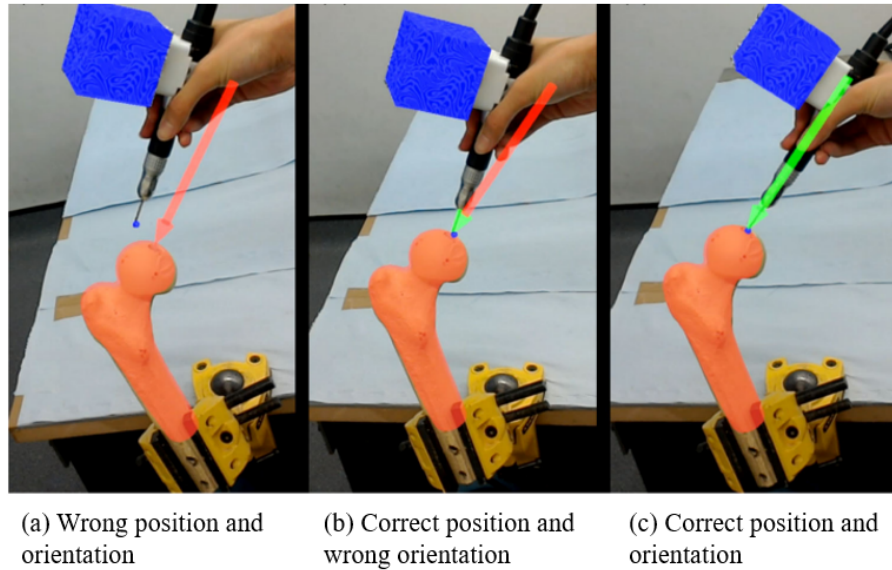 (a) Wrong position and
orientation
(b) Correct position and
wrong orientation
(c) Correct position and
orientation